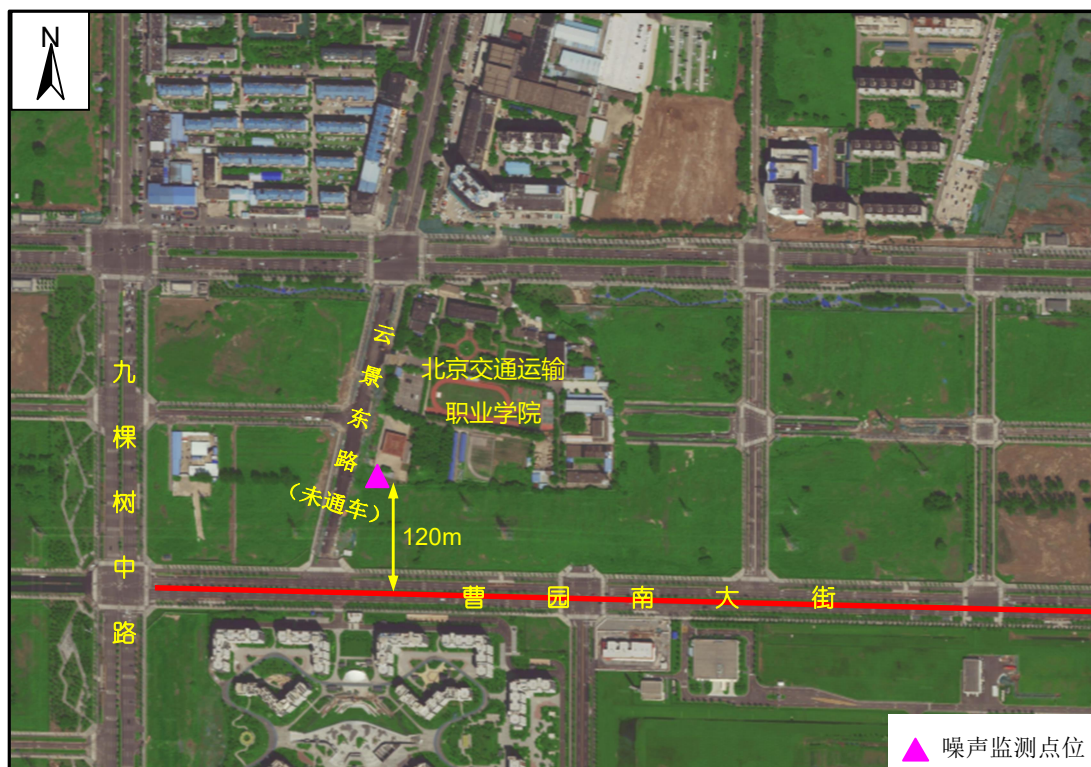 N
云景东路
(未通车)
北京交通运输
职业学院
九棵树中路
120m
曹园南大街
噪声监测点位